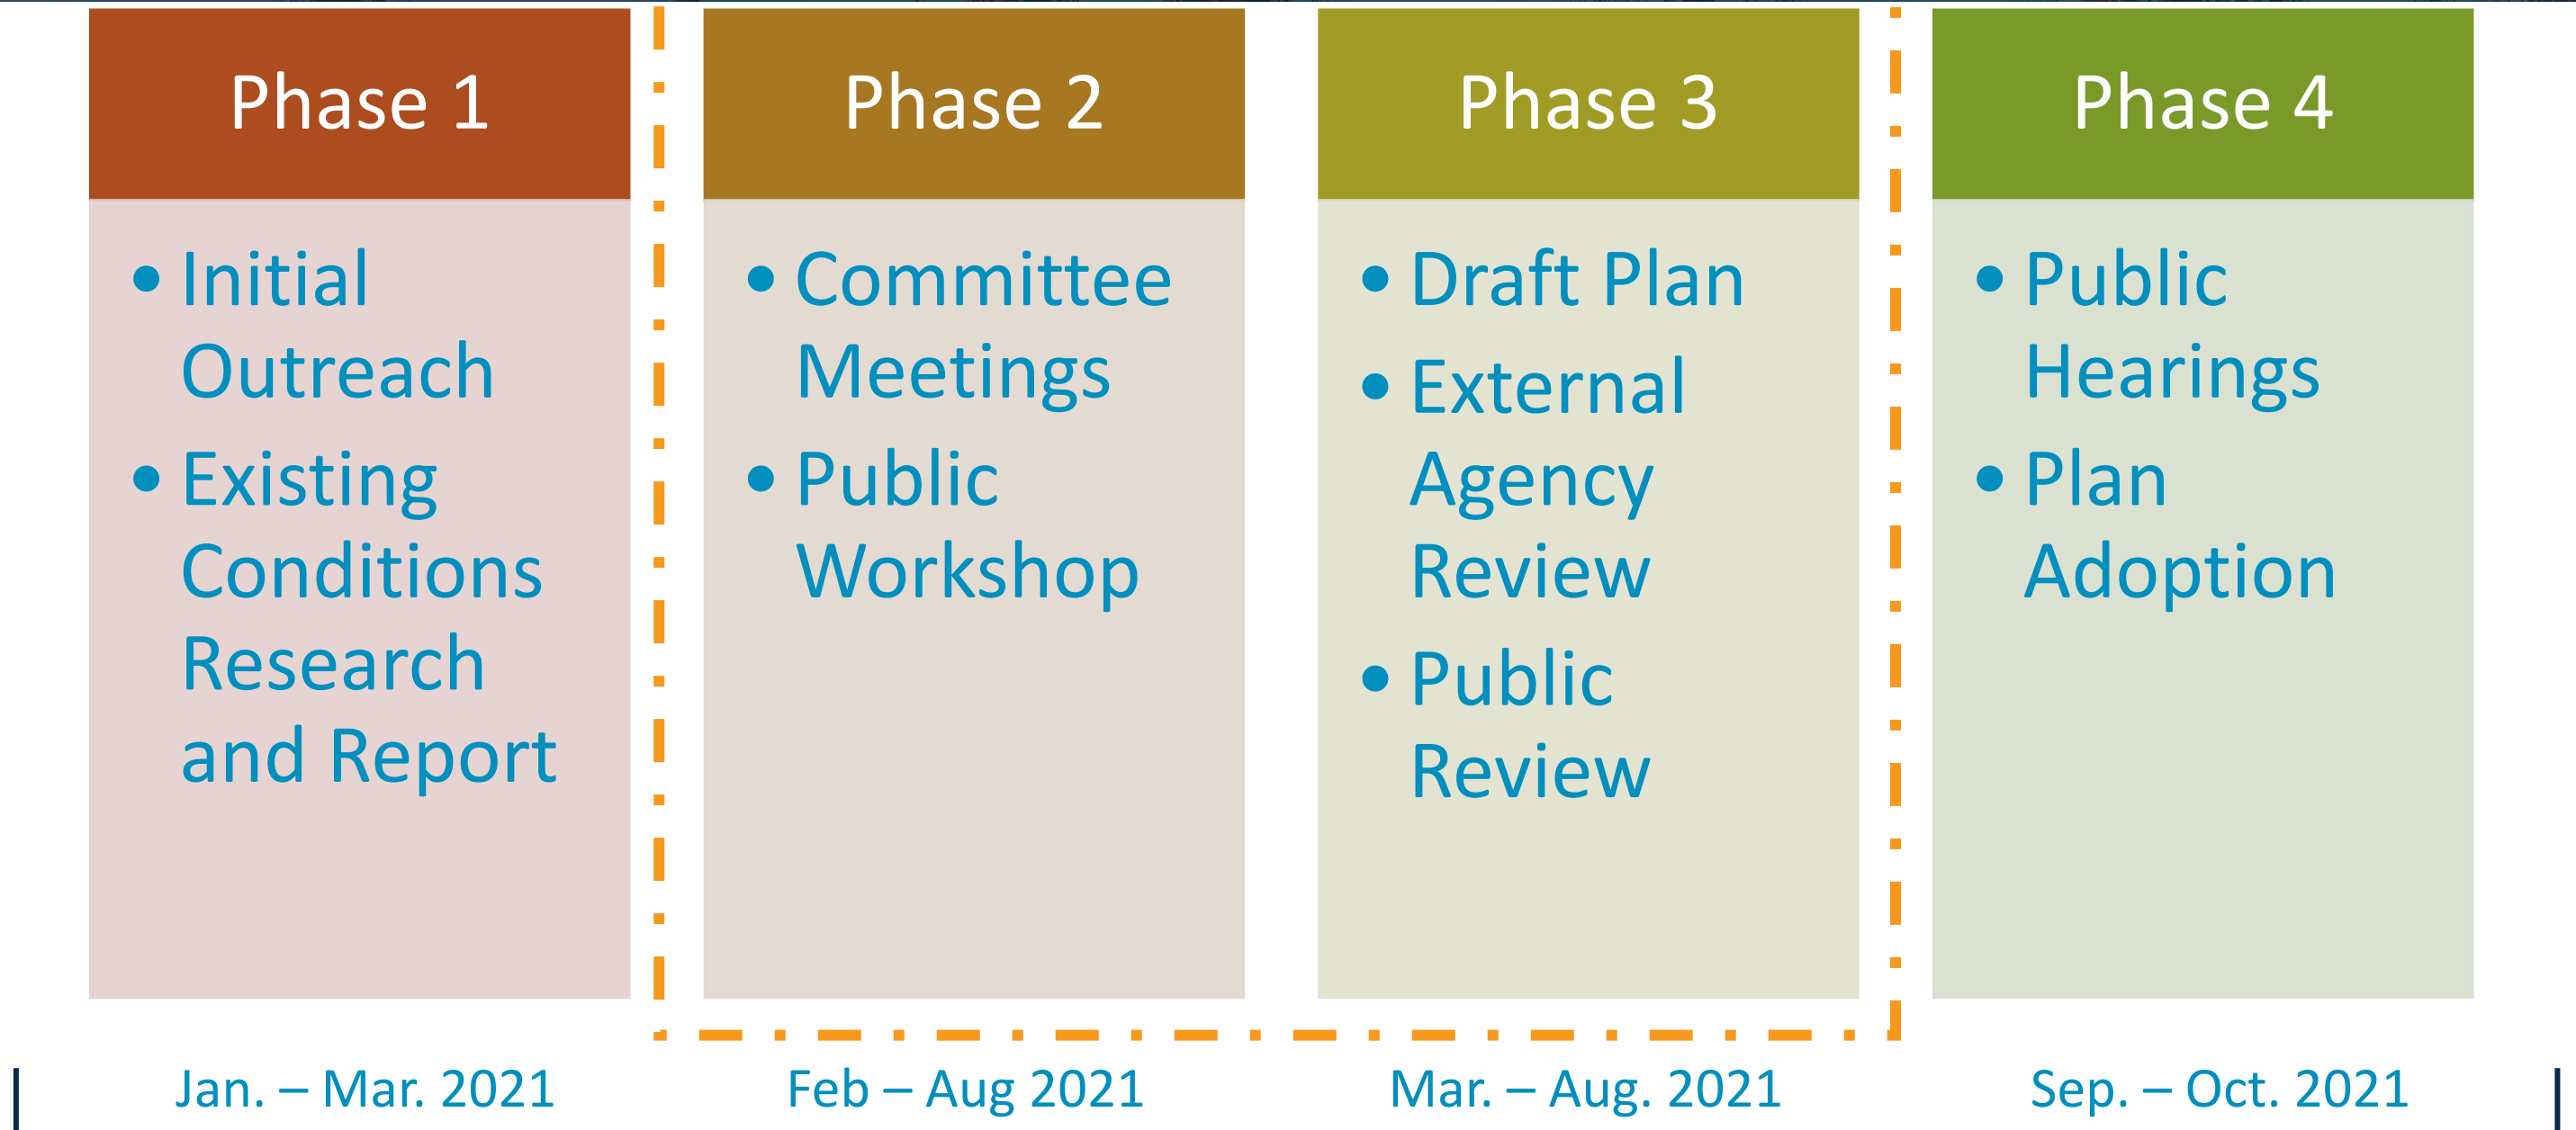 Phase 1
• Initial
Outreach
• Existing
Conditions
Research
and Report
Jan. – Mar. 2021
Phase 2
• Committee
Meetings
• Public
Workshop
Feb – Aug 2021
Phase 3
• Draft Plan
• External
Agency
Review
• Public
Review
Mar. – Aug. 2021
Phase 4
• Public
Hearings
• Plan
Adoption
Sep. – Oct. 2021